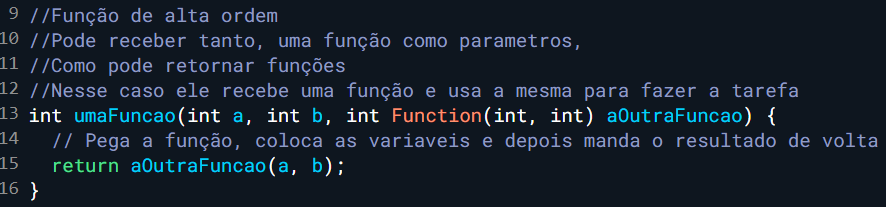 9 //Função de alta ordem
10 //Pode receber tanto, uma função como parametros,
11 //Como pode retornar funções
12 //Nesse caso ele recebe uma função e usa a mesma para fazer a tarefa
13 int umaFuncao(int a, int b, int Function(int, int) aOutraFuncao) {
14   // Pega a função, coloca as variaveis e depois manda o resultado de volta
15   return aOutraFuncao(a, b);
16 }